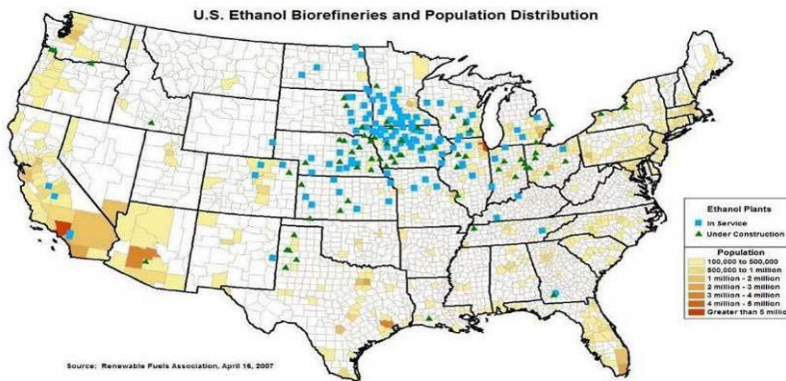 U.S. Ethanol Biorefineries and Population Distribution
Ethanol Plants
In Service
Under Construction
Population
100,000 to 500,000
500,000 to 1 million
1 million - 2 million
2 million - 3 million
3 million - 4 million
4 million - 5 million
Greater than 5 millio
Source: Renewable Fuels Association, April 16, 2007